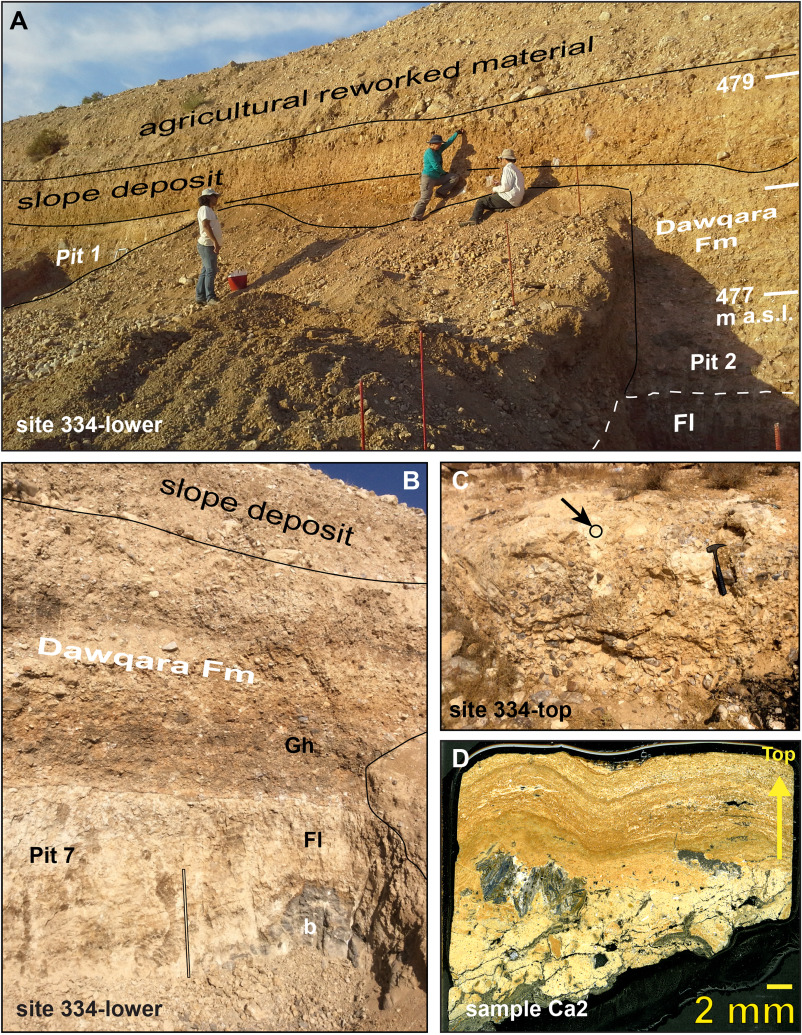 A
agricultural reworked material
479
slope deposit
Dawqara
Fm
Pit 1
477
m a.s.l.
Pit 2
site 334-lower
Fl
B
slope deposit
Dawqara Fm
Gh
Pit 7
Fl
b
site 334-lower
C
site 334-top
D
Top
sample Ca2
2 mm